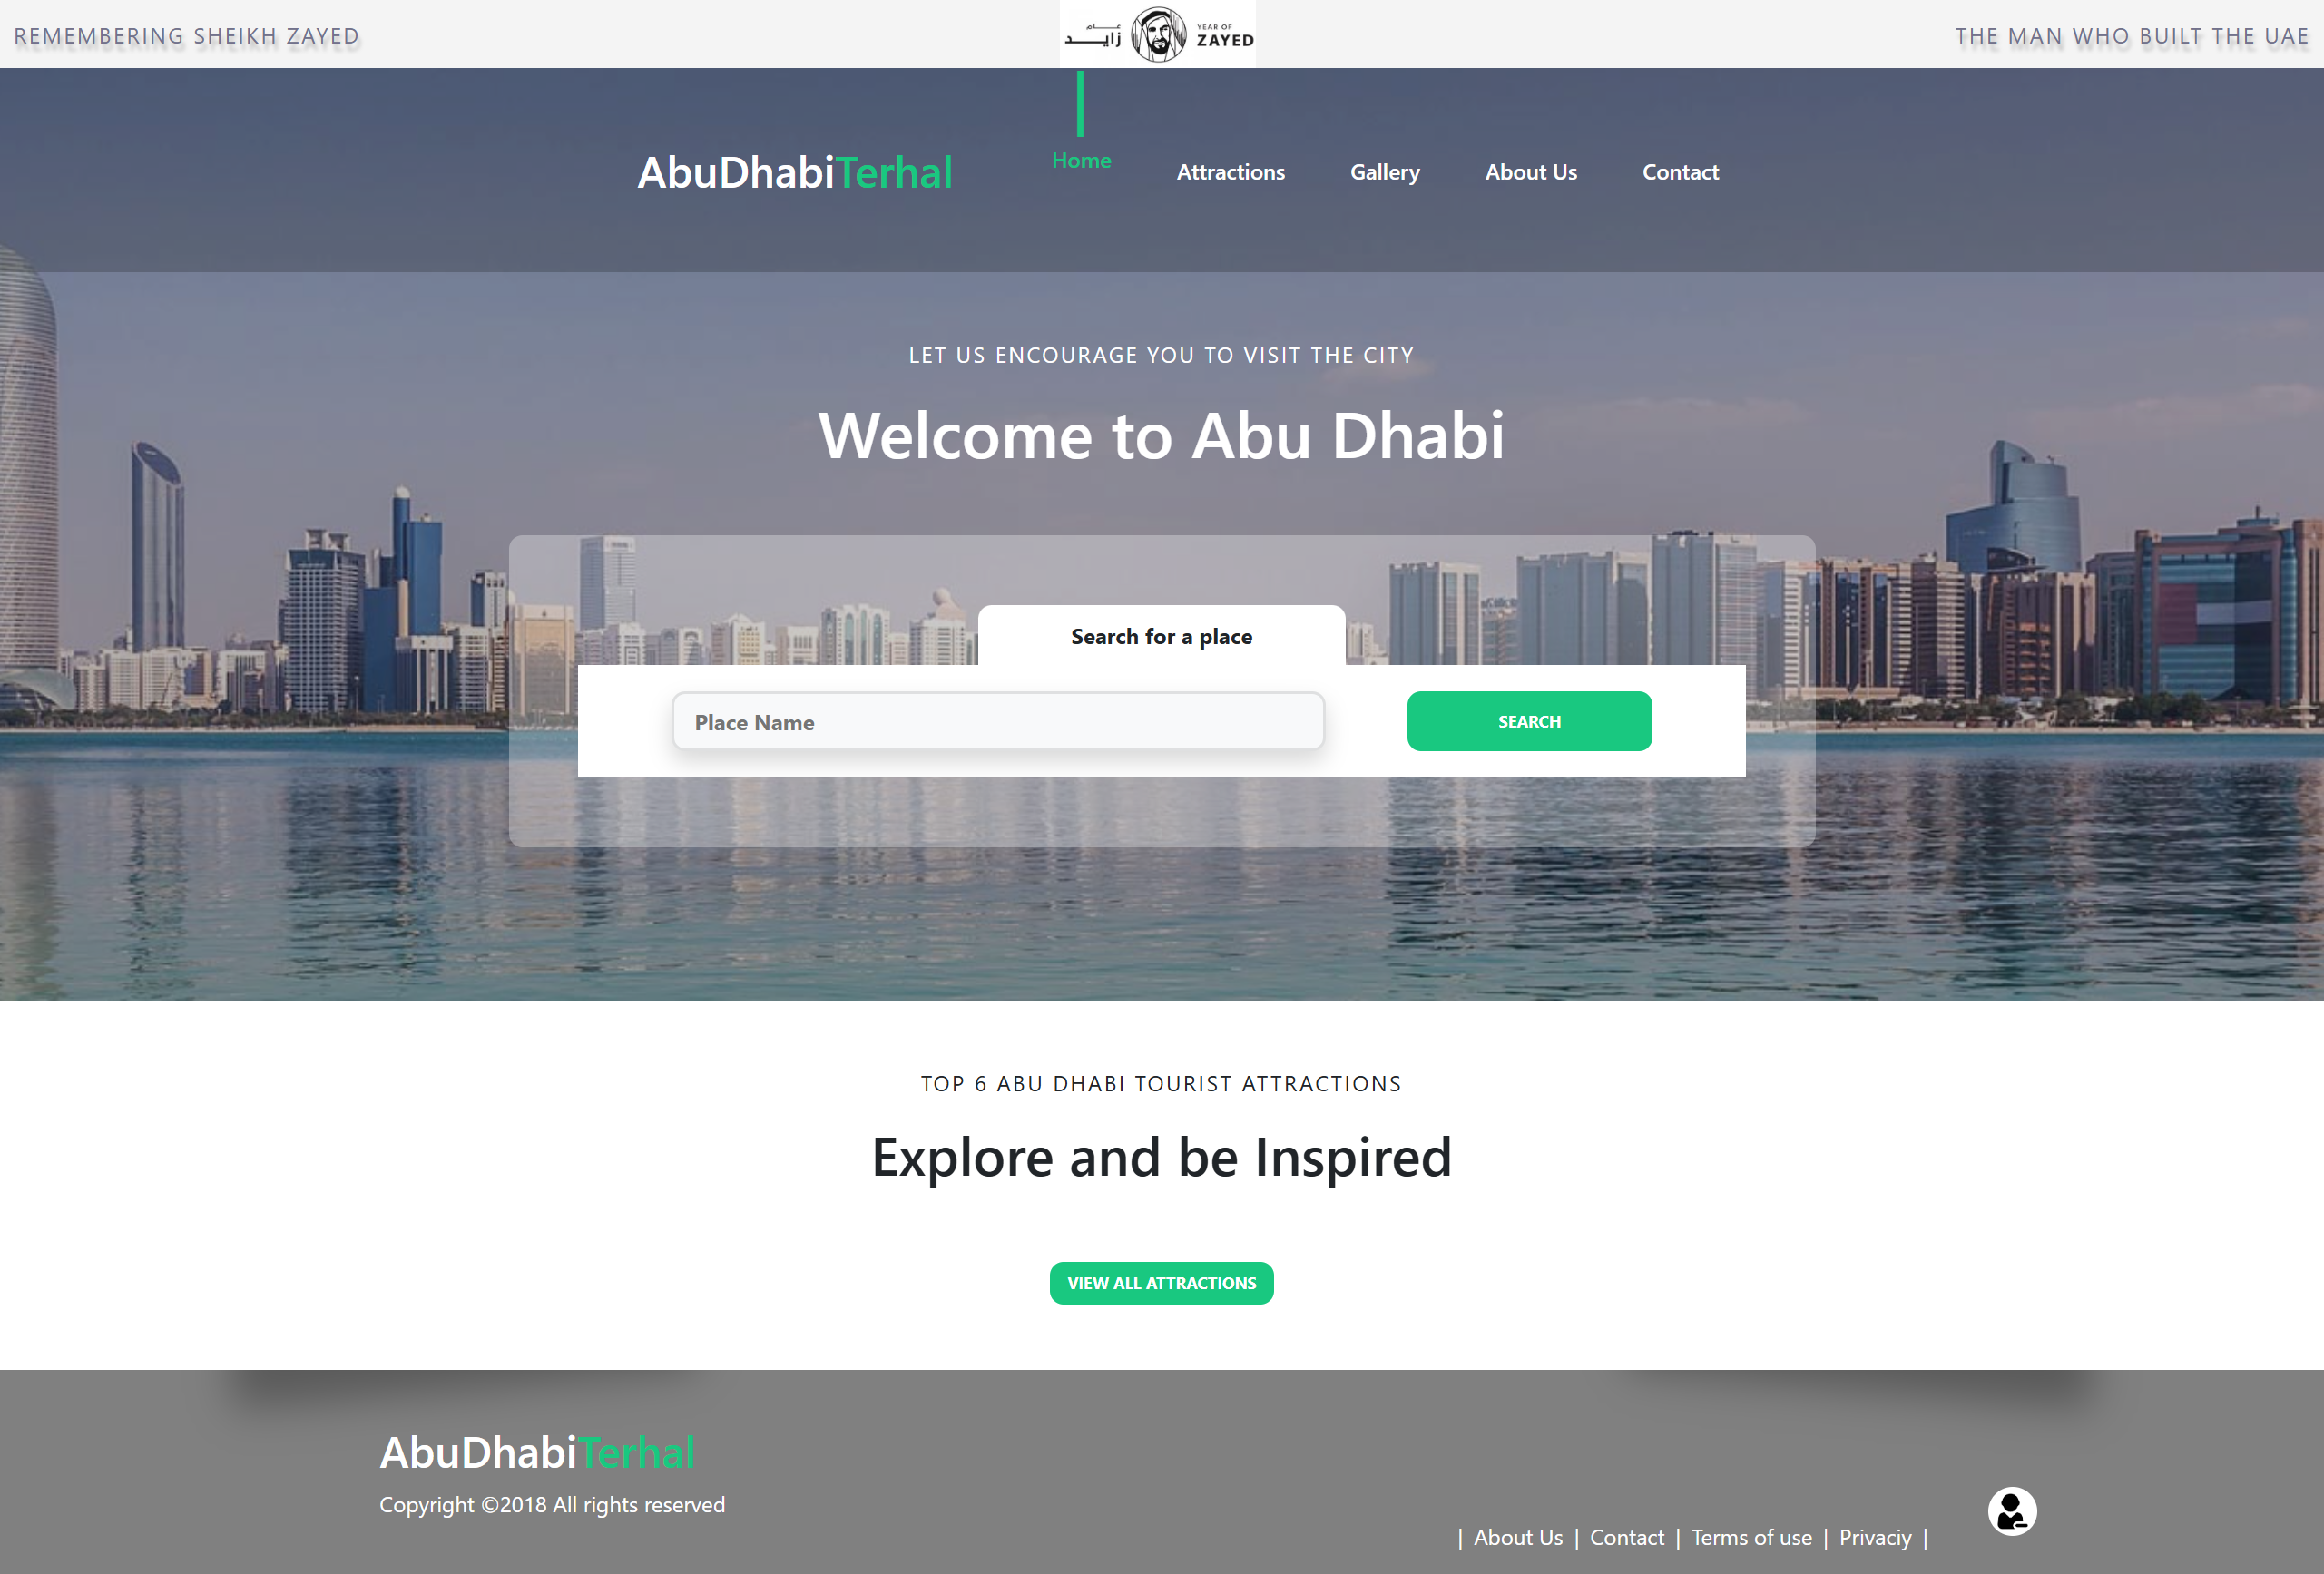 REMEMBERING SHEIKH ZAYED
عام زايد
YEAR OF ZAYED
THE MAN WHO BUILT THE UAE
AbuDhabiTerhal
Home
Attractions
Gallery
About Us
Contact
LET US ENCOURAGE YOU TO VISIT THE CITY
Welcome to Abu Dhabi
Search for a place
Place Name
SEARCH
TOP 6 ABU DHABI TOURIST ATTRACTIONS
Explore and be Inspired
VIEW ALL ATTRACTIONS
AbuDhabiTerhal
Copyright ©2018 All rights reserved
| About Us | Contact | Terms of use | Privaciy |